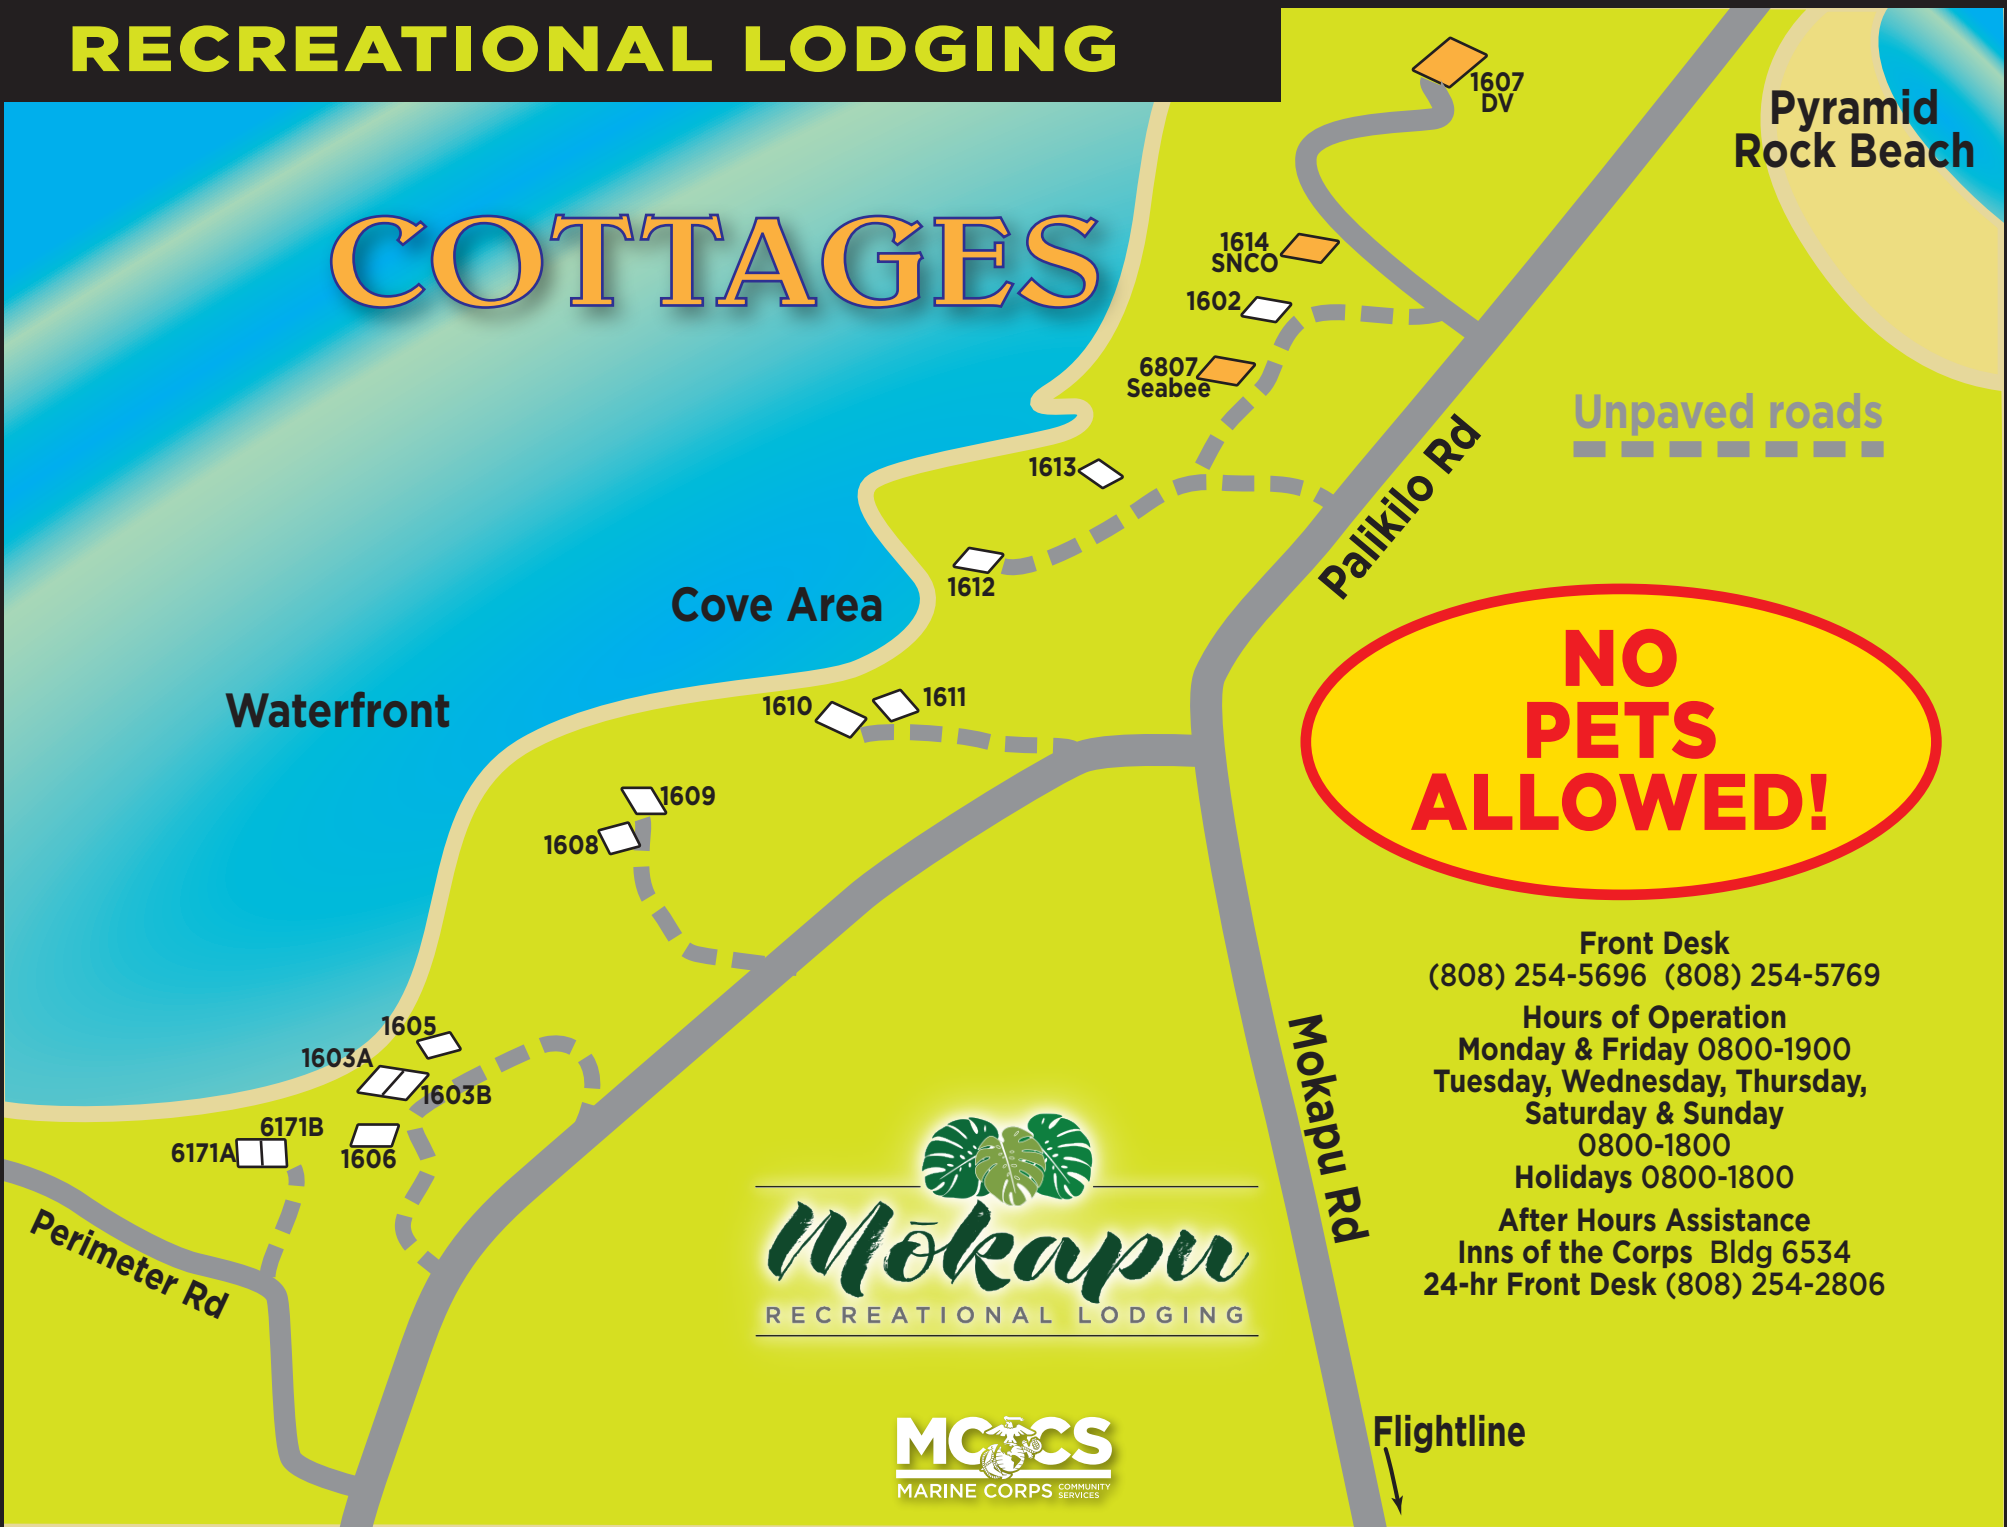 RECREATIONAL LODGING
COTTAGES
1607
DV
Pyramid
Rock Beach
1614
SNCO
1602
6807
Seabee
Unpaved roads
Palikilo Rd
1613
1612
Cove Area
Waterfront
1610
1611
NO
PETS
ALLOWED!
1609
1608
Front Desk
(808) 254-5696 (808) 254-5769
Hours of Operation
Monday & Friday 0800-1900
Tuesday, Wednesday, Thursday,
Saturday & Sunday
0800-1800
Holidays 0800-1800
After Hours Assistance
Inns of the Corps Bldg 6534
24-hr Front Desk (808) 254-2806
Mokapu Rd
1605
1603A
1603B
6171B
6171A
1606
Perimeter Rd
Mōkapu
RECREATIONAL LODGING
Flightline
MCCS
MARINE CORPS COMMUNITY SERVICES